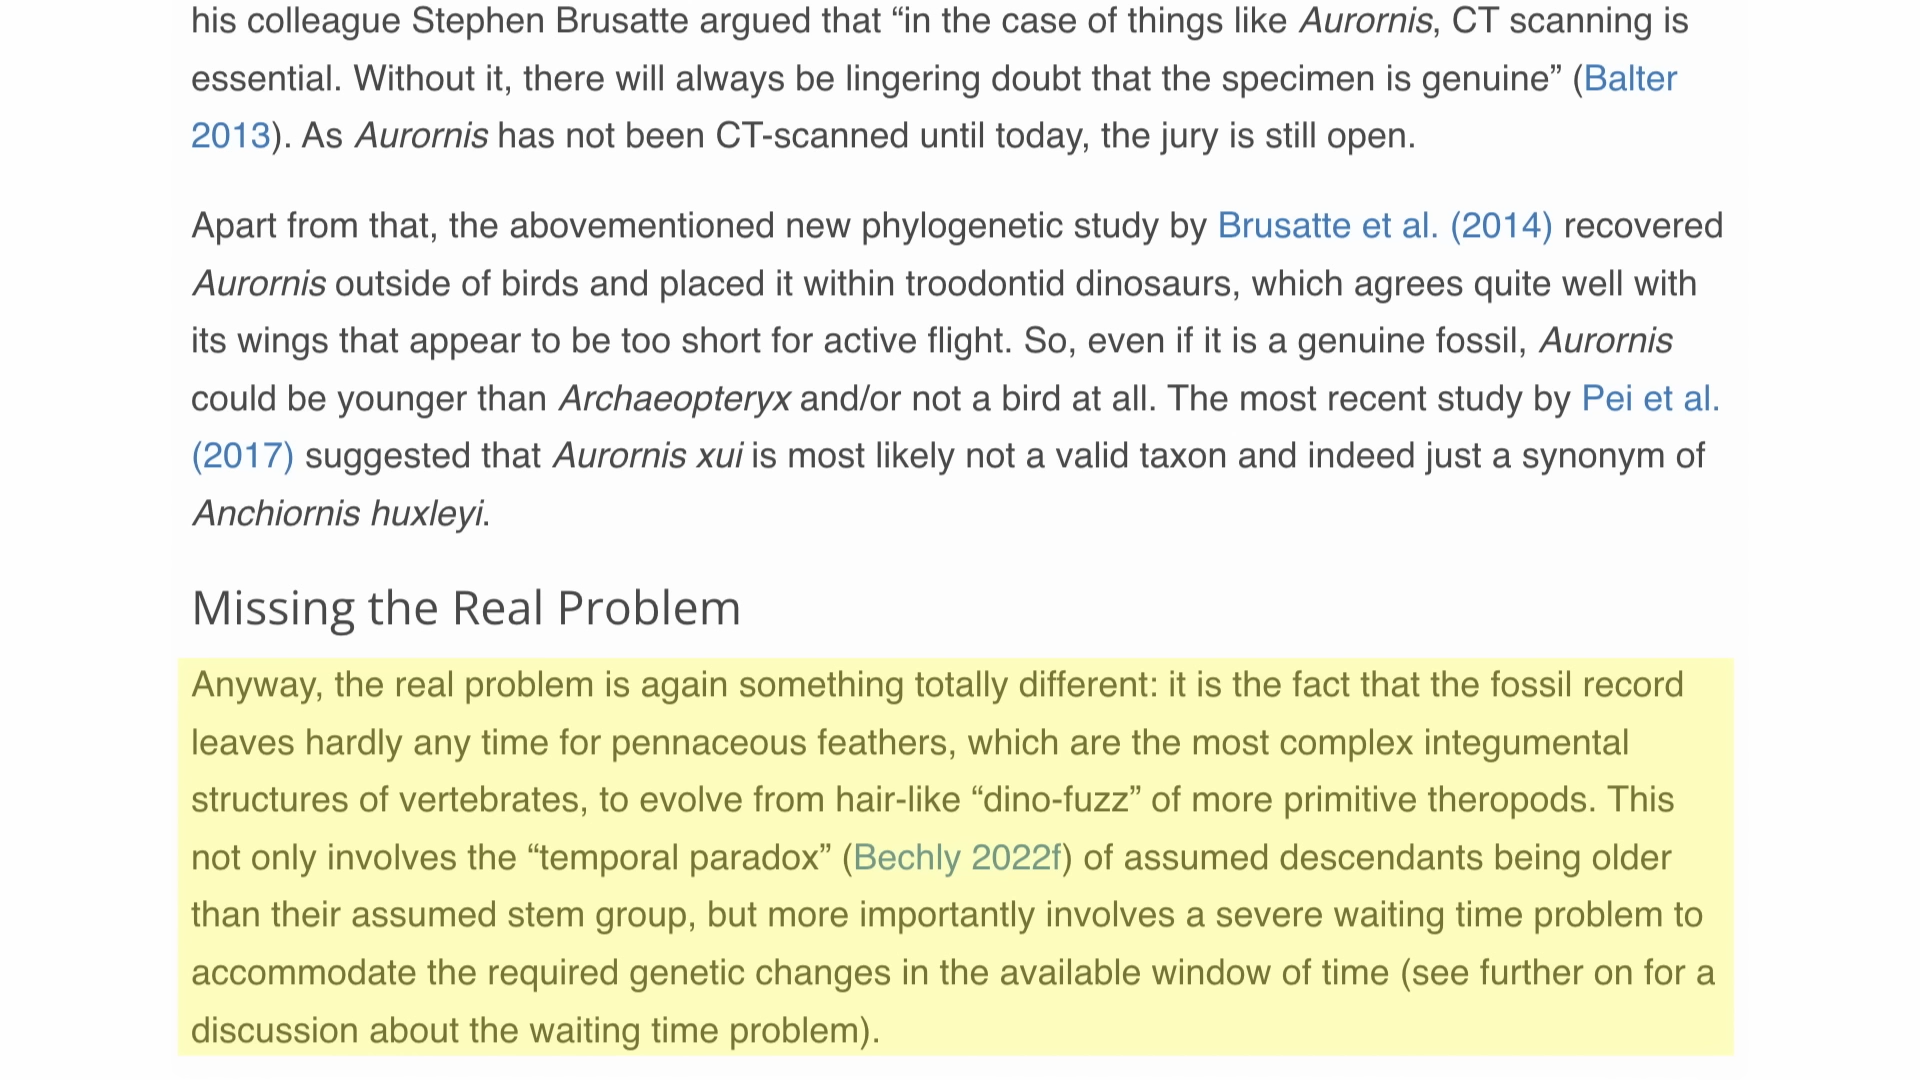 his colleague Stephen Brusatte argued that “in the case of things like Aurornis, CT scanning is
essential. Without it, there will always be lingering doubt that the specimen is genuine” (Balter
2013). As Aurornis has not been CT-scanned until today, the jury is still open.
Apart from that, the abovementioned new phylogenetic study by Brusatte et al. (2014) recovered
Aurornis outside of birds and placed it within troodontid dinosaurs, which agrees quite well with
its wings that appear to be too short for active flight. So, even if it is a genuine fossil, Aurornis
could be younger than Archaeopteryx and/or not a bird at all. The most recent study by Pei et al.
(2017) suggested that Aurornis xui is most likely not a valid taxon and indeed just a synonym of
Anchiornis huxleyi.
Missing the Real Problem
Anyway, the real problem is again something totally different: it is the fact that the fossil record
leaves hardly any time for pennaceous feathers, which are the most complex integumental
structures of vertebrates, to evolve from hair-like “dino-fuzz” of more primitive theropods. This
not only involves the “temporal paradox” (Bechly 2022f) of assumed descendants being older
than their assumed stem group, but more importantly involves a severe waiting time problem to
accommodate the required genetic changes in the available window of time (see further on for a
discussion about the waiting time problem).